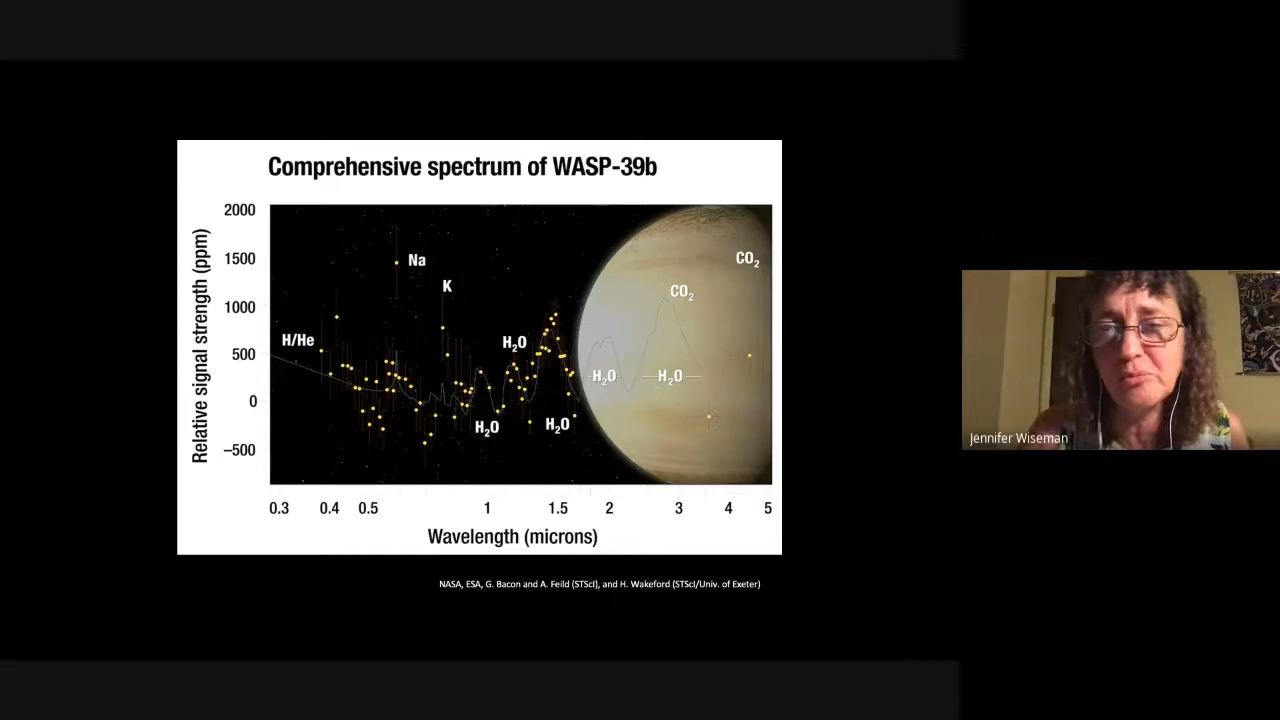 Comprehensive spectrum of WASP-39b
Relative signal strength (ppm)
2000
1500
1000
500
0
–500
H/He
Na
K
H₂O
H₂O
H₂O
H₂O
H₂O
CO₂
CO₂
0.3 0.4 0.5 1 1.5 2 3 4 5
Wavelength (microns)
NASA, ESA, G. Bacon and A. Feild (STScI), and H. Wakeford (STScI/Univ. of Exeter)
Jennifer Wiseman